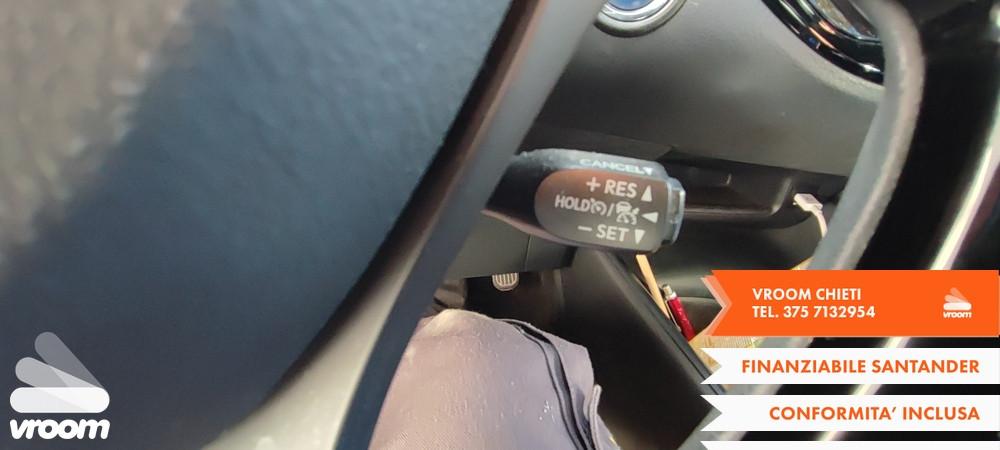 CANCEL
+ RES
HOLD /
− SET
VROOM CHIETI
TEL. 375 7132954
vroom
FINANZIABILE SANTANDER
CONFORMITA’ INCLUSA
vroom